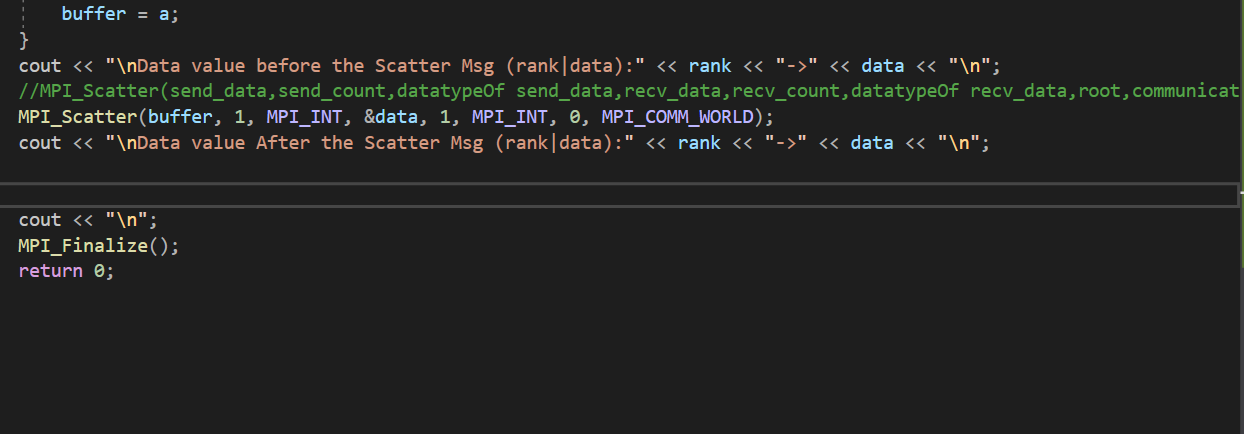 buffer = a;
}
cout << "\nData value before the Scatter Msg (rank|data):" << rank << "->" << data << "\n";
//MPI_Scatter(send_data,send_count,datatypeOf send_data,recv_data,recv_count,datatypeOf recv_data,root,communicat
MPI_Scatter(buffer, 1, MPI_INT, &data, 1, MPI_INT, 0, MPI_COMM_WORLD);
cout << "\nData value After the Scatter Msg (rank|data):" << rank << "->" << data << "\n";
cout << "\n";
MPI_Finalize();
return 0;